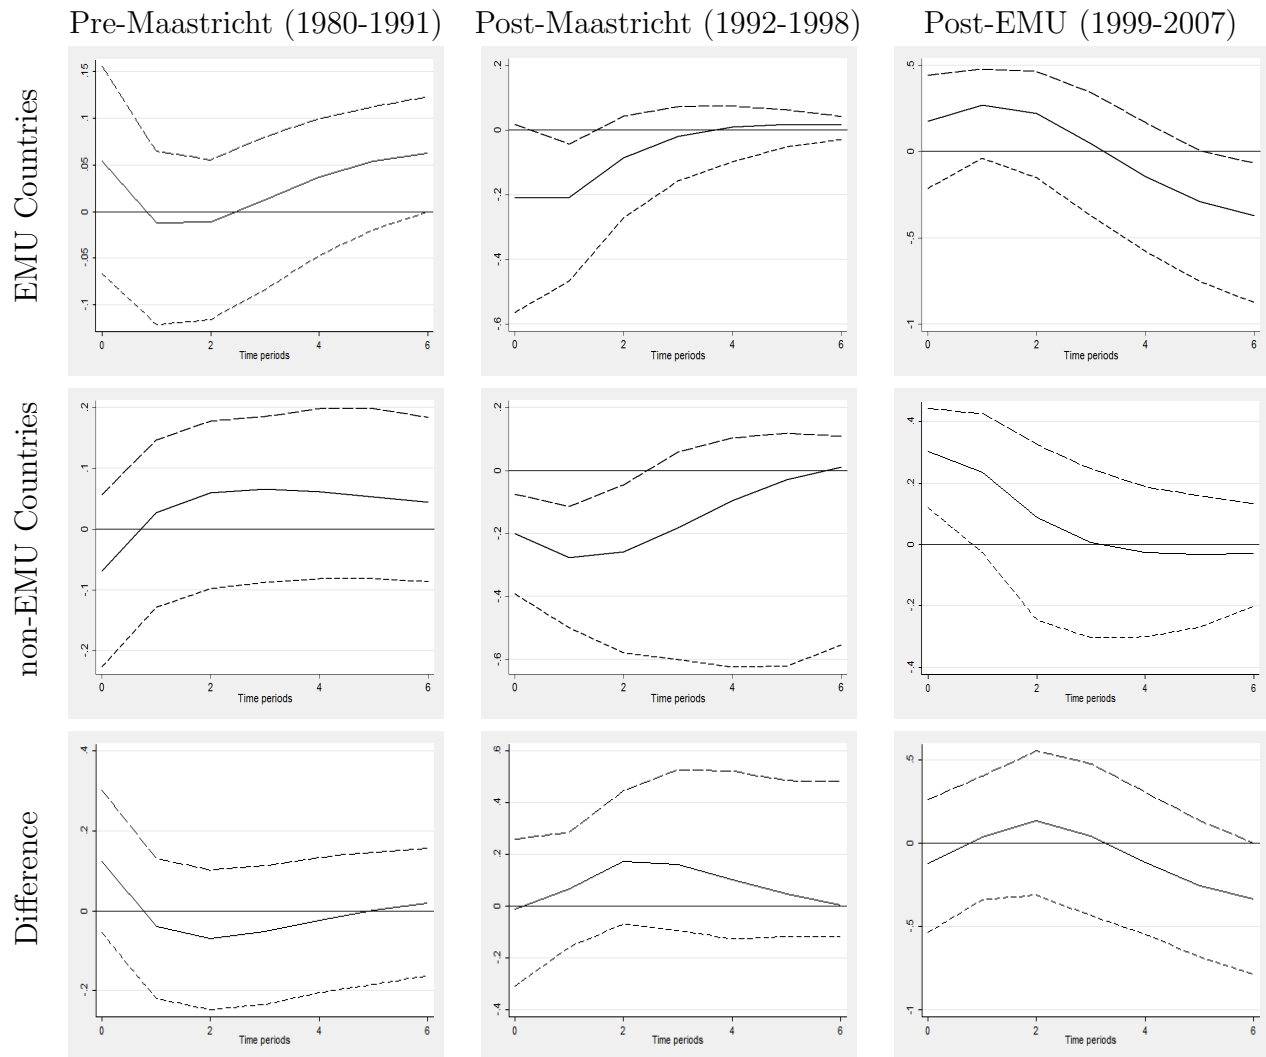 Pre-Maastricht (1980-1991) Post-Maastricht (1992-1998) Post-EMU (1999-2007)
EMU Countries
.15
.1
.05
0
-.05
-.1
0 2 4 6
Time periods
.2
0
-.2
-.4
-.6
0 2 4 6
Time periods
.5
0
-.5
-1
0 2 4 6
Time periods
non-EMU Countries
.2
.1
0
-.1
-.2
0 2 4 6
Time periods
.2
0
-.2
-.4
-.6
0 2 4 6
Time periods
.4
.2
0
-.2
-.4
0 2 4 6
Time periods
Difference
.4
.2
0
-.2
0 2 4 6
Time periods
.6
.4
.2
0
-.2
-.4
0 2 4 6
Time periods
.5
0
-.5
-1
0 2 4 6
Time periods